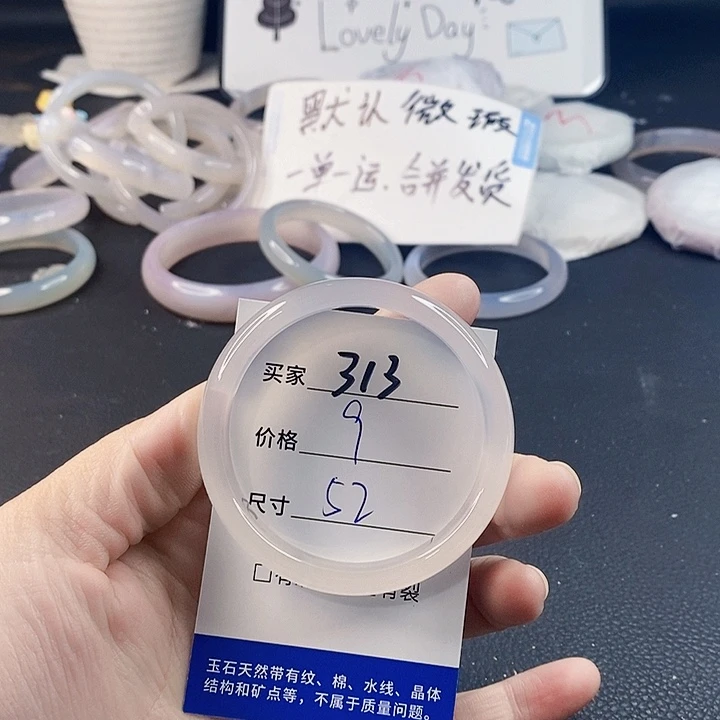 Lovely Day
默认微瑕
一单一运.合并发货
买家 313
价格 9
尺寸 52
有裂
玉石天然带有纹、棉、水线、晶体
结构和矿点等，不属于质量问题。